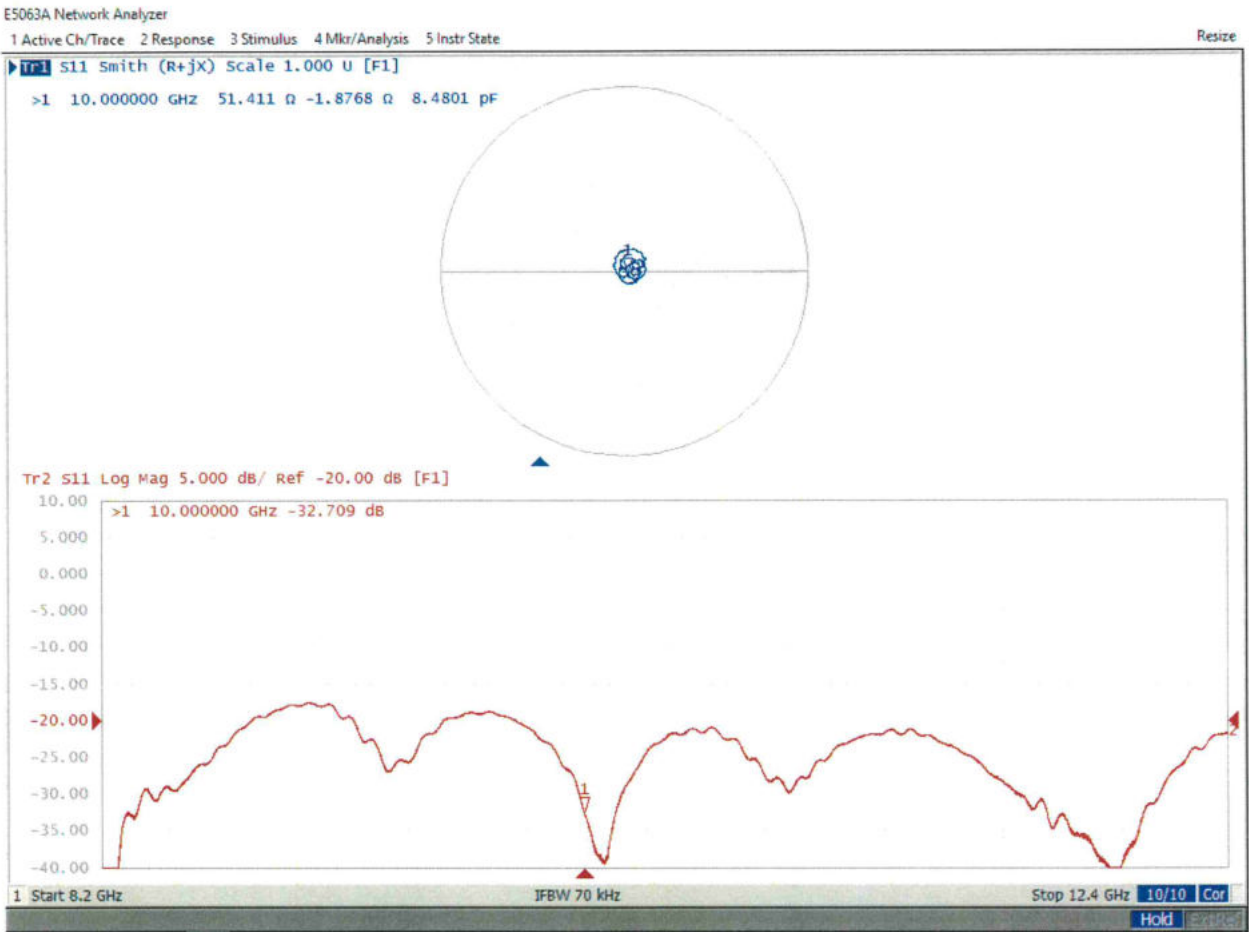 E5063A Network Analyzer
1 Active Ch/Trace 2 Response 3 Stimulus 4 Mkr/Analysis 5 Instr State Resize
Tr1 S11 Smith (R+jX) Scale 1.000 U [F1]
>1 10.000000 GHz 51.411 Ω -1.8768 Ω 8.4801 pF
1
Tr2 S11 Log Mag 5.000 dB/ Ref -20.00 dB [F1]
10.00
>1 10.000000 GHz -32.709 dB
5.000
0.000
-5.000
-10.00
-15.00
-20.00
2
-25.00
-30.00
1
-35.00
-40.00
1 Start 8.2 GHz IFBW 70 kHz Stop 12.4 GHz 10/10 Cor
Hold ExtRef